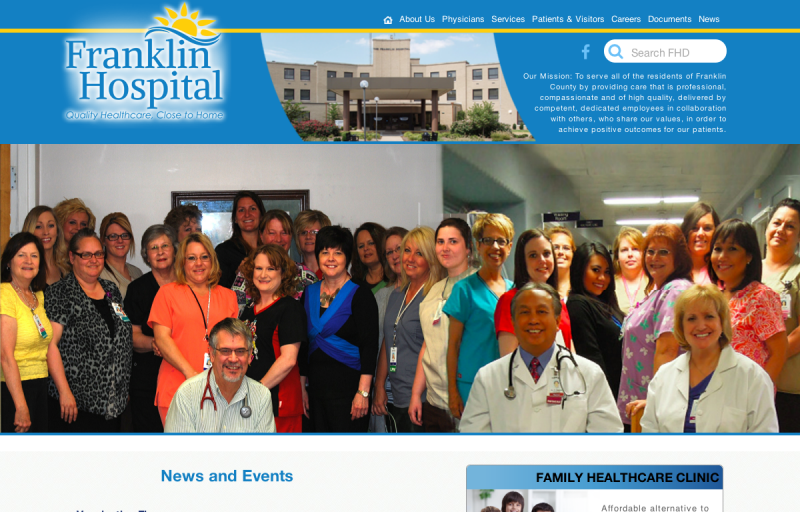 About Us Physicians Services Patients & Visitors Careers Documents News
Franklin
Hospital
Quality Healthcare, Close to Home
Search FHD
Our Mission: To serve all of the residents of Franklin
County by providing care that is professional,
compassionate and of high quality, delivered by
competent, dedicated employees in collaboration
with others, who share our values, in order to
achieve positive outcomes for our patients.
News and Events
FAMILY HEALTHCARE CLINIC
Affordable alternative to